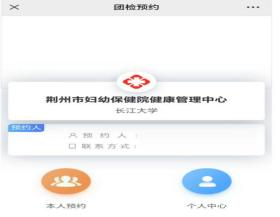 团检预约
荆州市妇幼保健院健康管理中心
长江大学
预约人
预 约 人：
联系方式：
本人预约
个人中心